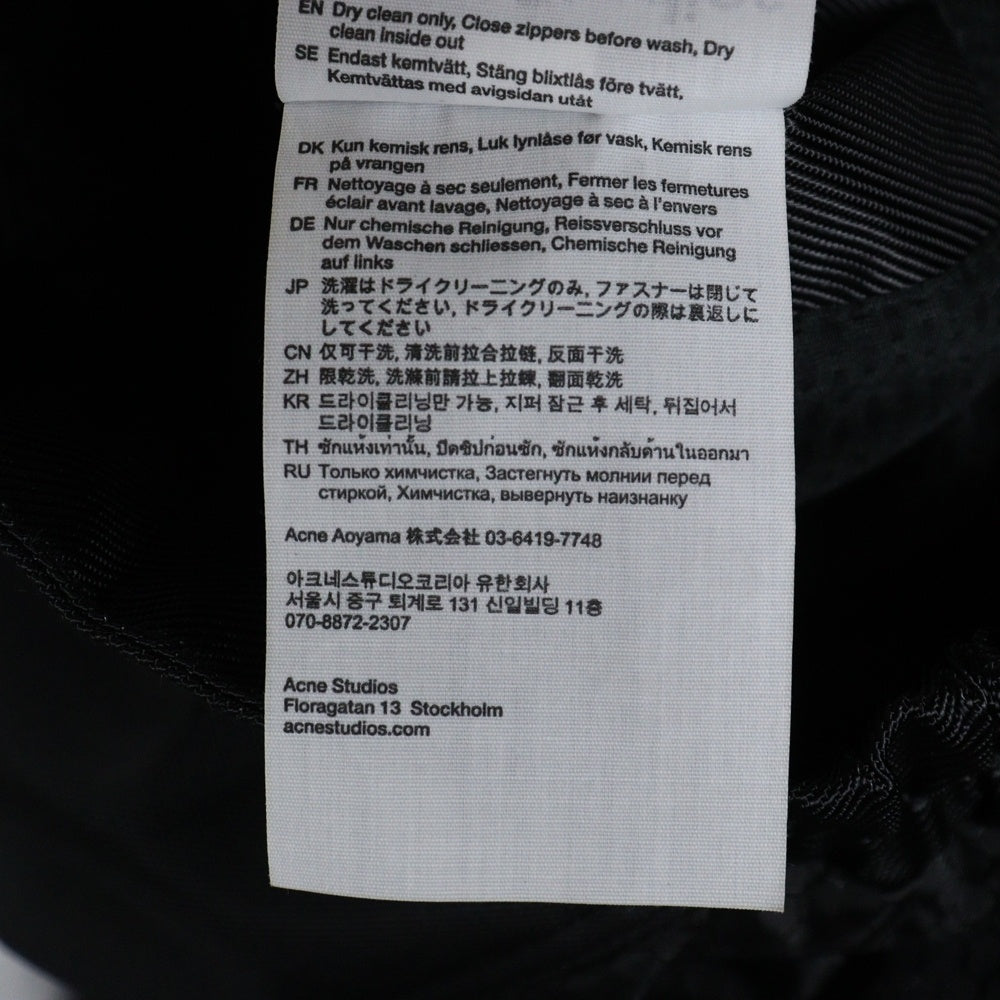 EN Dry clean only, Close zippers before wash, Dry
clean inside out
SE Endast kemtvätt, Stäng blixtlås före tvätt,
Kemtvättas med avigsidan utåt
DK Kun kemisk rens, Luk lynlåse før vask, Kemisk rens
på vrangen
FR Nettoyage à sec seulement, Fermer les fermetures
éclair avant lavage, Nettoyage à sec à l'envers
DE Nur chemische Reinigung, Reissverschluss vor
dem Waschen schliessen, Chemische Reinigung
auf links
JP 洗濯はドライクリーニングのみ, ファスナーは閉じて
洗ってください, ドライクリーニングの際は裏返しに
してください
CN 仅可干洗, 清洗前拉合拉链, 反面干洗
ZH 限乾洗, 洗滌前請拉上拉鍊, 翻面乾洗
KR 드라이클리닝만 가능, 지퍼 잠근 후 세탁, 뒤집어서
드라이클리닝
TH ซักแห้งเท่านั้น, ปิดซิปก่อนซัก, ซักแห้งกลับด้านในออกมา
RU Только химчистка, Застегнуть молнии перед
стиркой, Химчистка, вывернуть наизнанку
Acne Aoyama 株式会社 03-6419-7748
아크네스튜디오코리아 유한회사
서울시 중구 퇴계로 131 신일빌딩 11층
070-8872-2307
Acne Studios
Floragatan 13 Stockholm
acnestudios.com